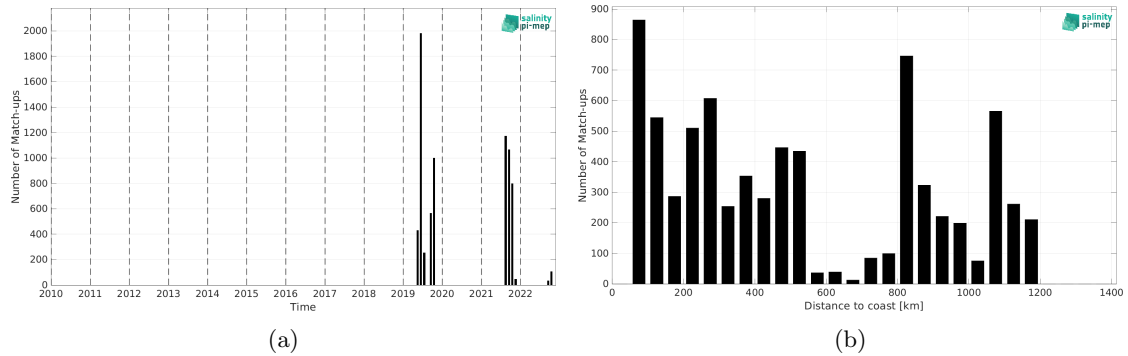 salinity
pi-mep
Number of Match-ups
2000
1800
1600
1400
1200
1000
800
600
400
200
0
2010 2011 2012 2013 2014 2015 2016 2017 2018 2019 2020 2021 2022
Time
(a)
salinity
pi-mep
Number of Match-ups
900
800
700
600
500
400
300
200
100
0
0 200 400 600 800 1000 1200 1400
Distance to coast [km]
(b)